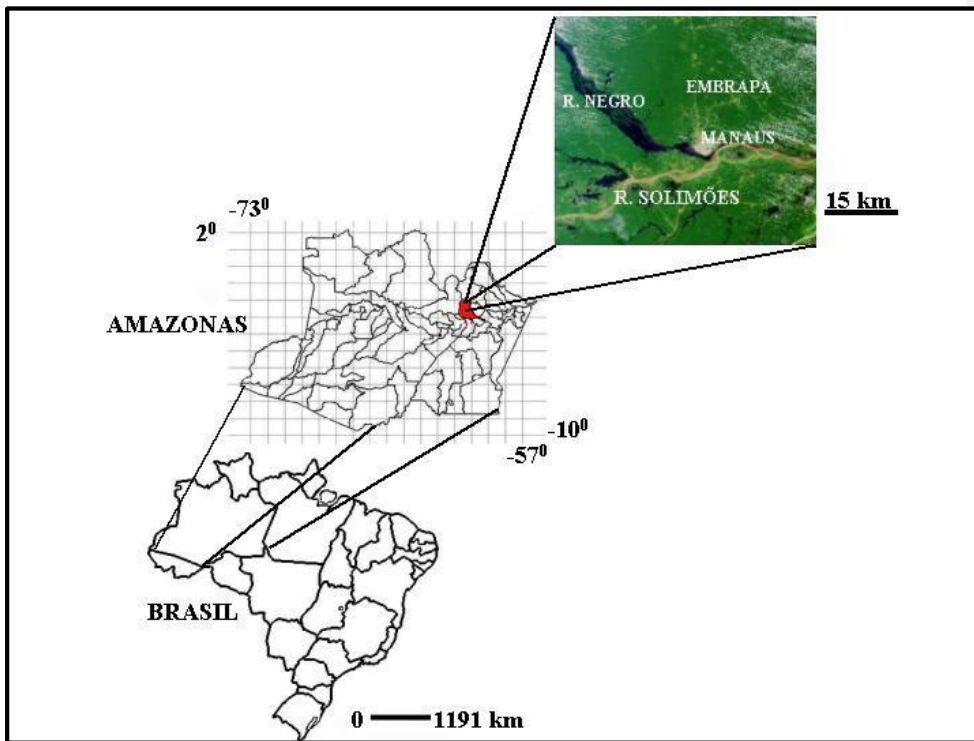 EMBRAPA
R. NEGRO
MANAUS
R. SOLIMÕES
15 km
-73⁰
2⁰
AMAZONAS
-10⁰
-57⁰
BRASIL
0 1191 km